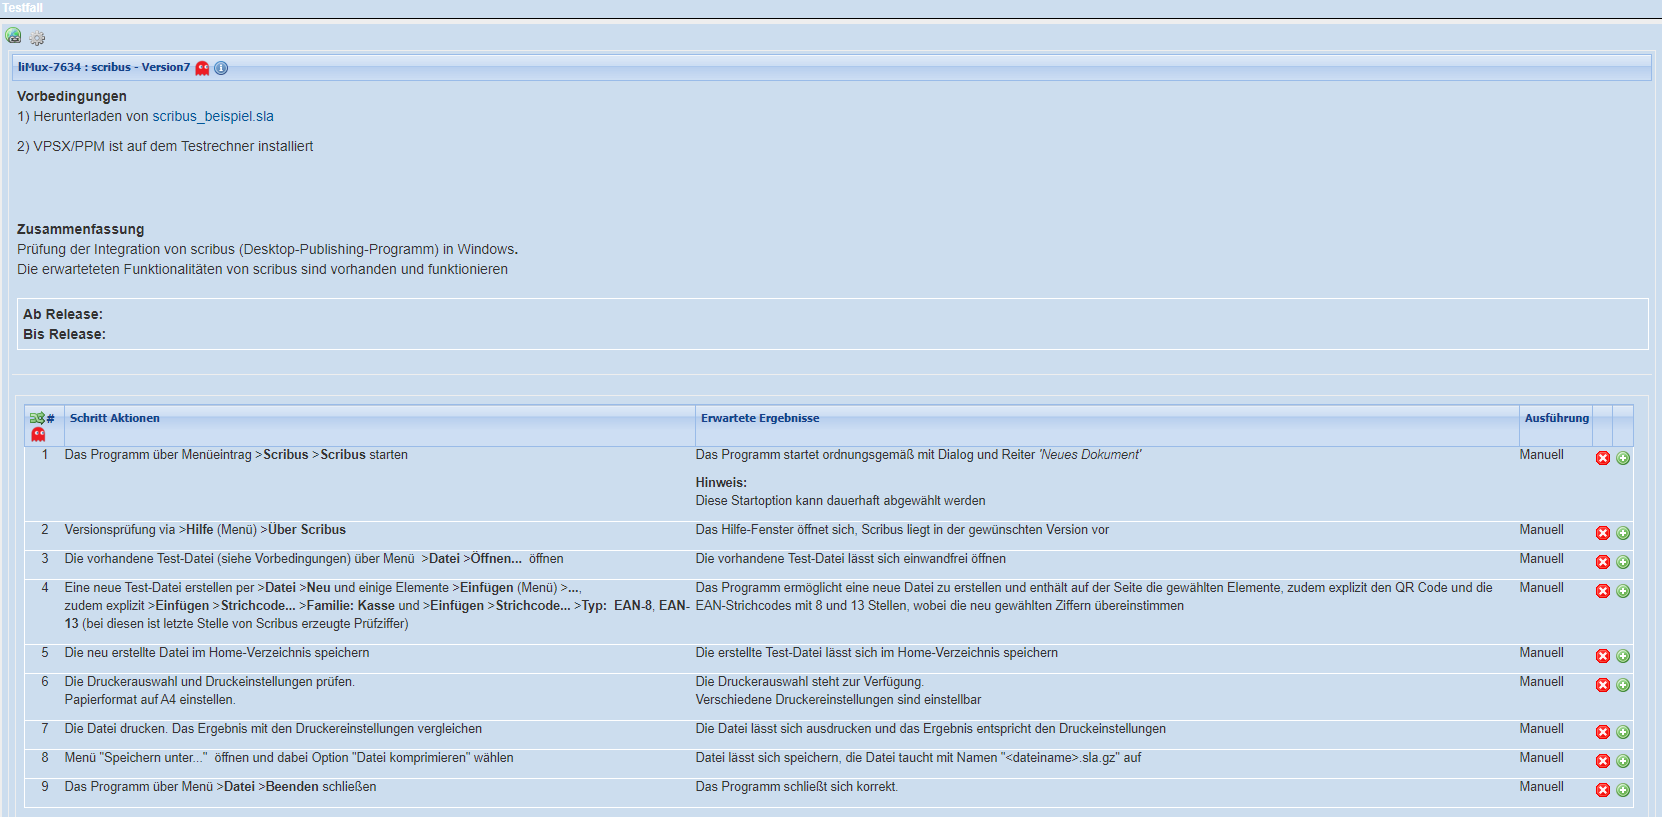 Testfall
liMux-7634 : scribus - Version7
Vorbedingungen
1) Herunterladen von scribus_beispiel.sla
2) VPSX/PPM ist auf dem Testrechner installiert
Zusammenfassung
Prüfung der Integration von scribus (Desktop-Publishing-Programm) in Windows.
Die erwarteteten Funktionalitäten von scribus sind vorhanden und funktionieren
Ab Release:
Bis Release:
# Schritt Aktionen Erwartete Ergebnisse Ausführung
1 Das Programm über Menüeintrag >Scribus >Scribus starten Das Programm startet ordnungsgemäß mit Dialog und Reiter 'Neues Dokument' Manuell
Hinweis:
Diese Startoption kann dauerhaft abgewählt werden
2 Versionsprüfung via >Hilfe (Menü) >Über Scribus Das Hilfe-Fenster öffnet sich, Scribus liegt in der gewünschten Version vor Manuell
3 Die vorhandene Test-Datei (siehe Vorbedingungen) über Menü >Datei >Öffnen... öffnen Die vorhandene Test-Datei lässt sich einwandfrei öffnen Manuell
4 Eine neue Test-Datei erstellen per >Datei >Neu und einige Elemente >Einfügen (Menü) >..., Das Programm ermöglicht eine neue Datei zu erstellen und enthält auf der Seite die gewählten Elemente, zudem explizit den QR Code und die Manuell
zudem explizit >Einfügen >Strichcode... >Familie: Kasse und >Einfügen >Strichcode... >Typ: EAN-8, EAN- EAN-Strichcodes mit 8 und 13 Stellen, wobei die neu gewählten Ziffern übereinstimmen
13 (bei diesen ist letzte Stelle von Scribus erzeugte Prüfziffer)
5 Die neu erstellte Datei im Home-Verzeichnis speichern Die erstellte Test-Datei lässt sich im Home-Verzeichnis speichern Manuell
6 Die Druckerauswahl und Druckeinstellungen prüfen. Die Druckerauswahl steht zur Verfügung. Manuell
Papierformat auf A4 einstellen. Verschiedene Druckereinstellungen sind einstellbar
7 Die Datei drucken. Das Ergebnis mit den Druckereinstellungen vergleichen Die Datei lässt sich ausdrucken und das Ergebnis entspricht den Druckeinstellungen Manuell
8 Menü "Speichern unter..." öffnen und dabei Option "Datei komprimieren" wählen Datei lässt sich speichern, die Datei taucht mit Namen "<dateiname>.sla.gz" auf Manuell
9 Das Programm über Menü >Datei >Beenden schließen Das Programm schließt sich korrekt. Manuell